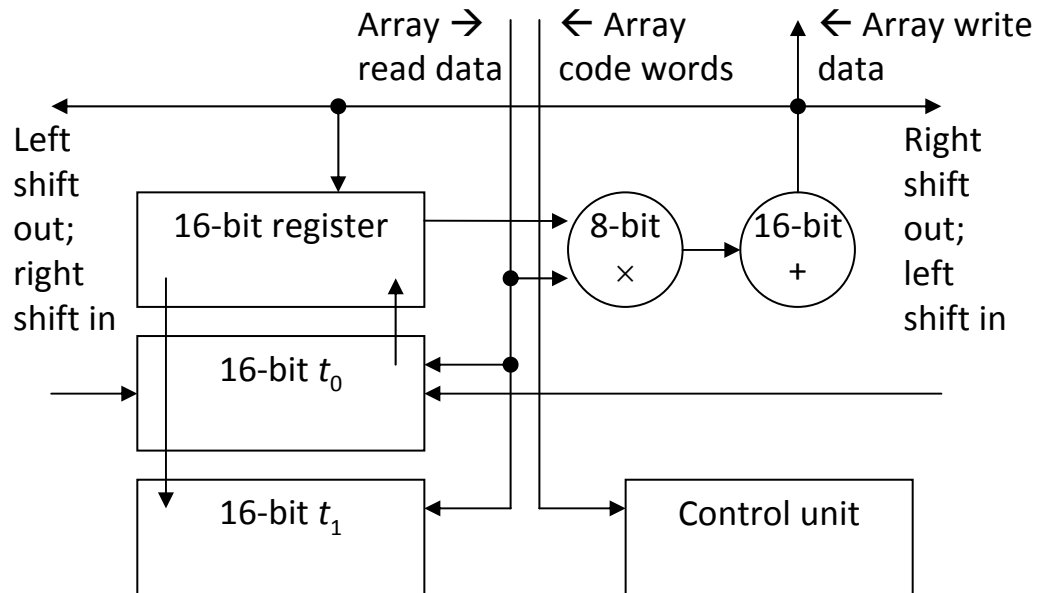 Array →
read data
← Array
code words
← Array write
data
Left
shift
out;
right
shift in
Right
shift
out;
left
shift in
16-bit register
8-bit
×
16-bit
+
16-bit t₀
16-bit t₁
Control unit